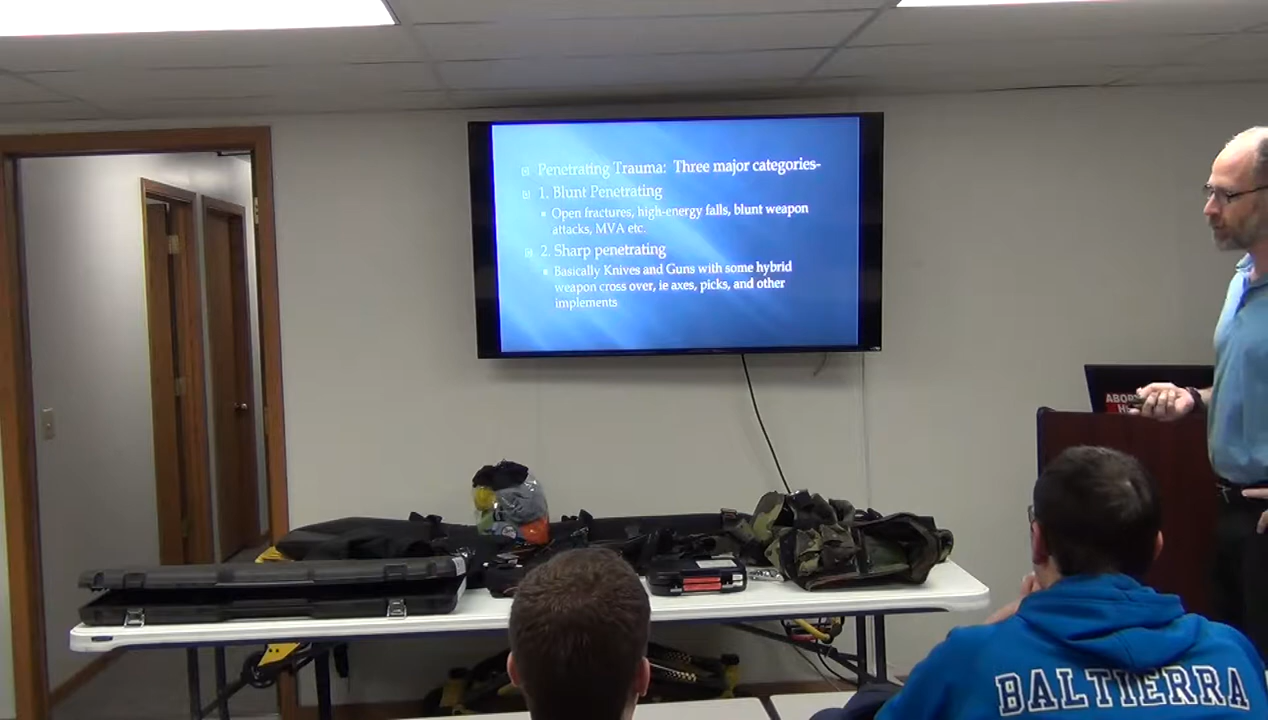 Penetrating Trauma: Three major categories-
1. Blunt Penetrating
Open fractures, high-energy falls, blunt weapon
attacks, MVA etc.
2. Sharp penetrating
Basically Knives and Guns with some hybrid
weapon cross over, ie axes, picks, and other
implements
BALTIERRA